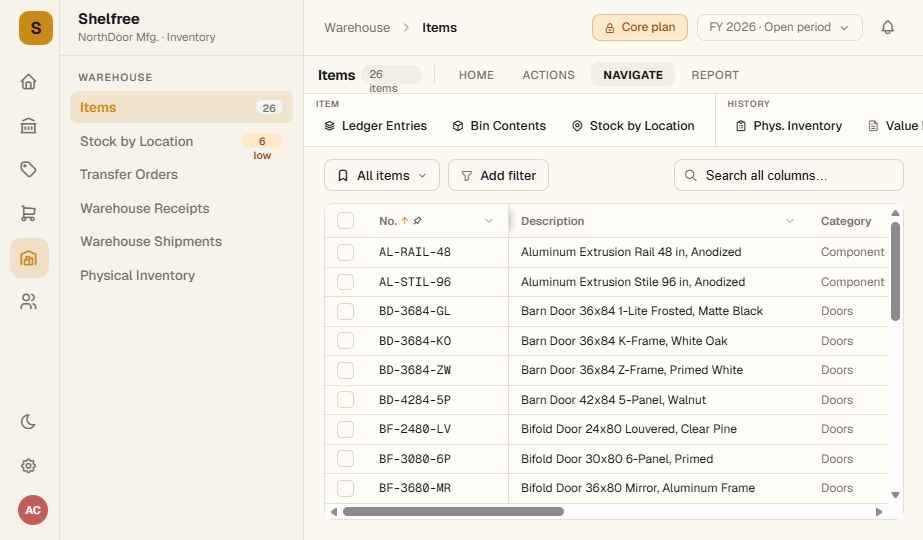 S
Shelfree
NorthDoor Mfg. · Inventory
WAREHOUSE
Items 26
Stock by Location 6 low
Transfer Orders
Warehouse Receipts
Warehouse Shipments
Physical Inventory
AC
Warehouse Items
Core plan
FY 2026 · Open period
Items 26 items
HOME ACTIONS NAVIGATE REPORT
ITEM HISTORY
Ledger Entries Bin Contents Stock by Location Phys. Inventory Value
All items Add filter Search all columns...
No. ↑ Description Category
AL-RAIL-48 Aluminum Extrusion Rail 48 in, Anodized Component
AL-STIL-96 Aluminum Extrusion Stile 96 in, Anodized Component
BD-3684-GL Barn Door 36x84 1-Lite Frosted, Matte Black Doors
BD-3684-KO Barn Door 36x84 K-Frame, White Oak Doors
BD-3684-ZW Barn Door 36x84 Z-Frame, Primed White Doors
BD-4284-5P Barn Door 42x84 5-Panel, Walnut Doors
BF-2480-LV Bifold Door 24x80 Louvered, Clear Pine Doors
BF-3080-6P Bifold Door 30x80 6-Panel, Primed Doors
BF-3680-MR Bifold Door 36x80 Mirror, Aluminum Frame Doors